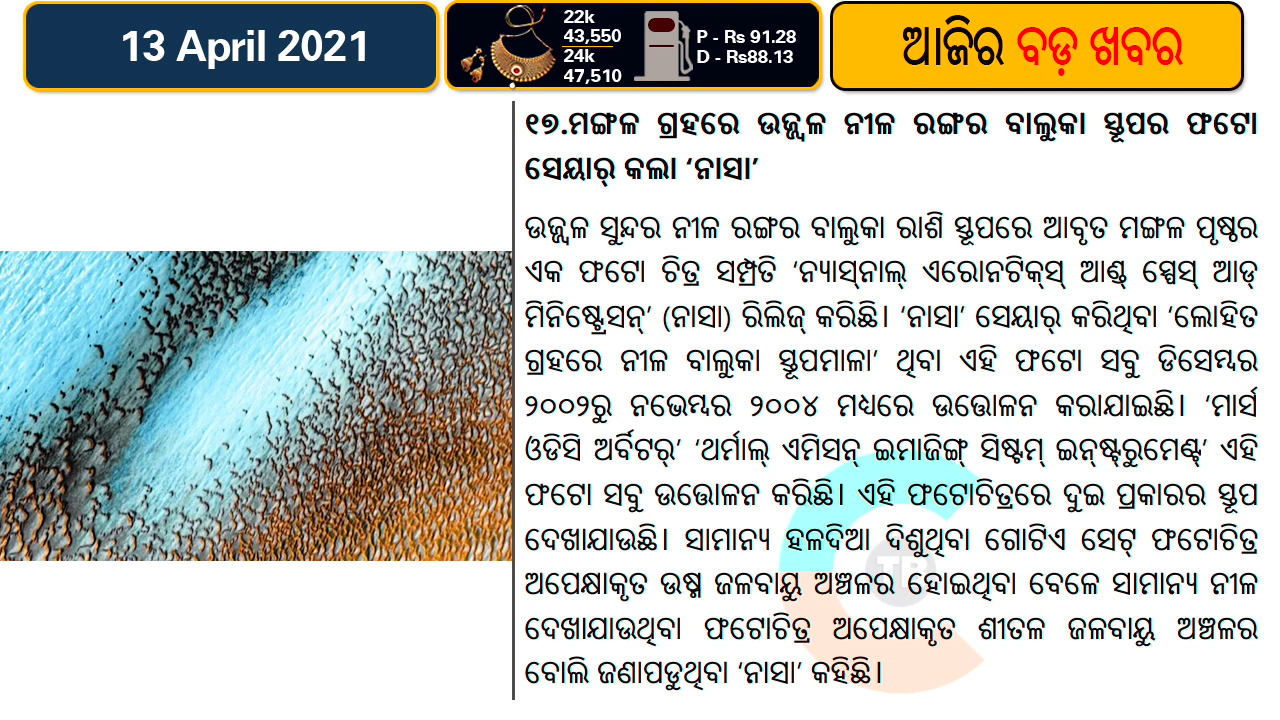 13 April 2021
22k
43,550
24k
47,510
P - Rs 91.28
D - Rs88.13
ଆଜିର ବଡ଼ ଖବର
୧୭.ମଙ୍ଗଳ ଗ୍ରହରେ ଉଜ୍ଜ୍ୱଳ ନୀଳ ରଙ୍ଗର ବାଲୁକା ସ୍ତୂପର ଫଟୋ
ସେୟାର୍ କଲା ‘ନାସା’
ଉଜ୍ଜ୍ୱଳ ସୁନ୍ଦର ନୀଳ ରଙ୍ଗର ବାଲୁକା ରାଶି ସ୍ତୂପରେ ଆବୃତ ମଙ୍ଗଳ ପୃଷ୍ଠର
ଏକ ଫଟୋ ଚିତ୍ର ସମ୍ପ୍ରତି ‘ନ୍ୟାସ୍‌ନାଲ୍ ଏରୋନଟିକ୍‌ସ୍ ଆଣ୍ଡ୍ ସ୍ପେସ୍ ଆଡ୍
ମିନିଷ୍ଟ୍ରେସନ୍’ (ନାସା) ରିଲିଜ୍ କରିଛି। ‘ନାସା’ ସେୟାର୍ କରିଥିବା ‘ଲୋହିତ
ଗ୍ରହରେ ନୀଳ ବାଲୁକା ସ୍ତୂପମାଳା’ ଥିବା ଏହି ଫଟୋ ସବୁ ଡିସେମ୍ବର
୨୦୦୨ରୁ ନଭେମ୍ବର ୨୦୦୪ ମଧ୍ୟରେ ଉତ୍ତୋଳନ କରାଯାଇଛି। ‘ମାର୍ସ
ଓଡିସି ଅର୍ବିଟର୍’ ‘ଥର୍ମାଲ୍ ଏମିସନ୍ ଇମାଜିଙ୍ଗ୍ ସିଷ୍ଟମ୍ ଇନ୍‌ଷ୍ଟ୍ରୁମେଣ୍ଟ୍’ ଏହି
ଫଟୋ ସବୁ ଉତ୍ତୋଳନ କରିଛି। ଏହି ଫଟୋଚିତ୍ରରେ ଦୁଇ ପ୍ରକାରର ସ୍ତୂପ
ଦେଖାଯାଉଛି। ସାମାନ୍ୟ ହଳଦିଆ ଦିଶୁଥିବା ଗୋଟିଏ ସେଟ୍ ଫଟୋଚିତ୍ର
ଅପେକ୍ଷାକୃତ ଉଷ୍ମ ଜଳବାୟୁ ଅଞ୍ଚଳର ହୋଇଥିବା ବେଳେ ସାମାନ୍ୟ ନୀଳ
ଦେଖାଯାଉଥିବା ଫଟୋଚିତ୍ର ଅପେକ୍ଷାକୃତ ଶୀତଳ ଜଳବାୟୁ ଅଞ୍ଚଳର
ବୋଲି ଜଣାପଡୁଥିବା ‘ନାସା’ କହିଛି।